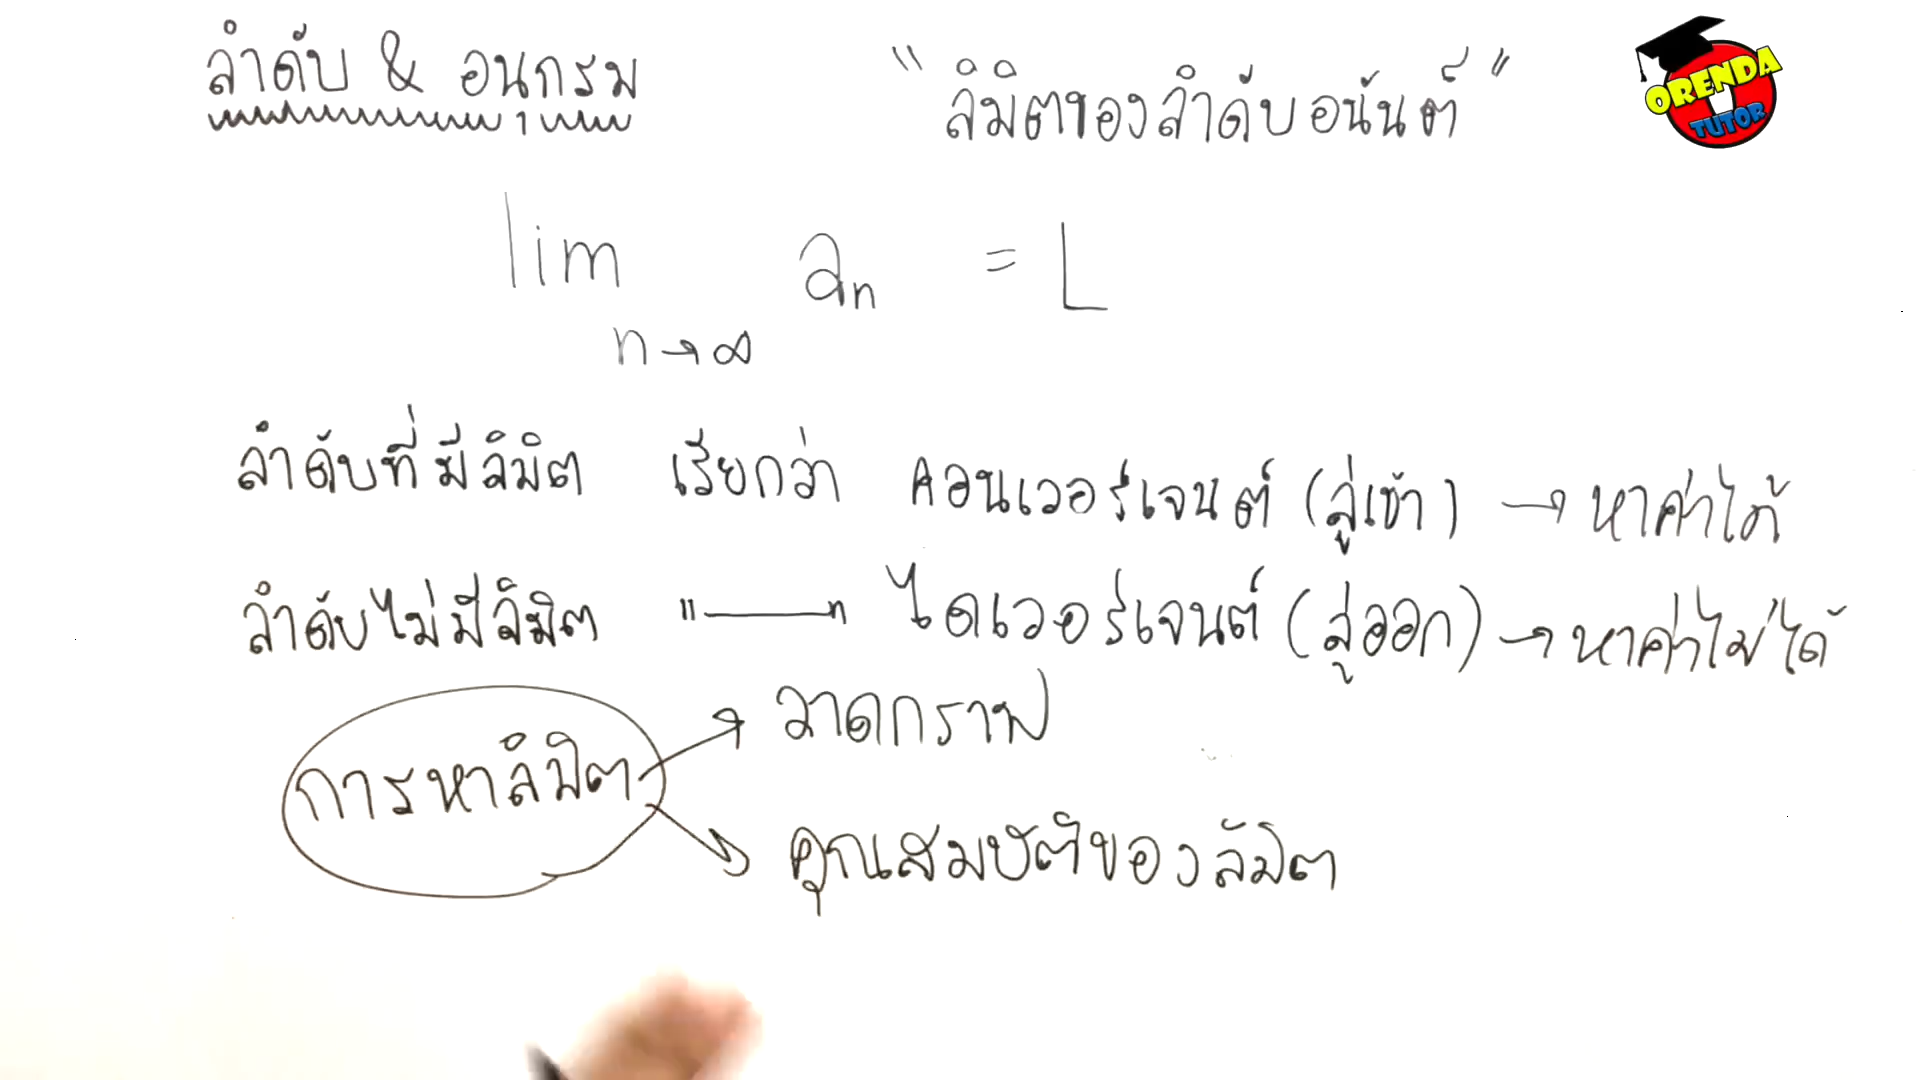 ลำดับ & อนุกรม
"ลิมิตของลำดับอนันต์"
ORENDA
TUTOR
lim aₙ = L
n→∞
ลำดับที่มีลิมิต เรียกว่า คอนเวอร์เจนต์ (ลู่เข้า) → หาค่าได้
ลำดับไม่มีลิมิต "——" ไดเวอร์เจนต์ (ลู่ออก) → หาค่าไม่ได้
การหาลิมิต
วาดกราฟ
คุณสมบัติของลิมิต